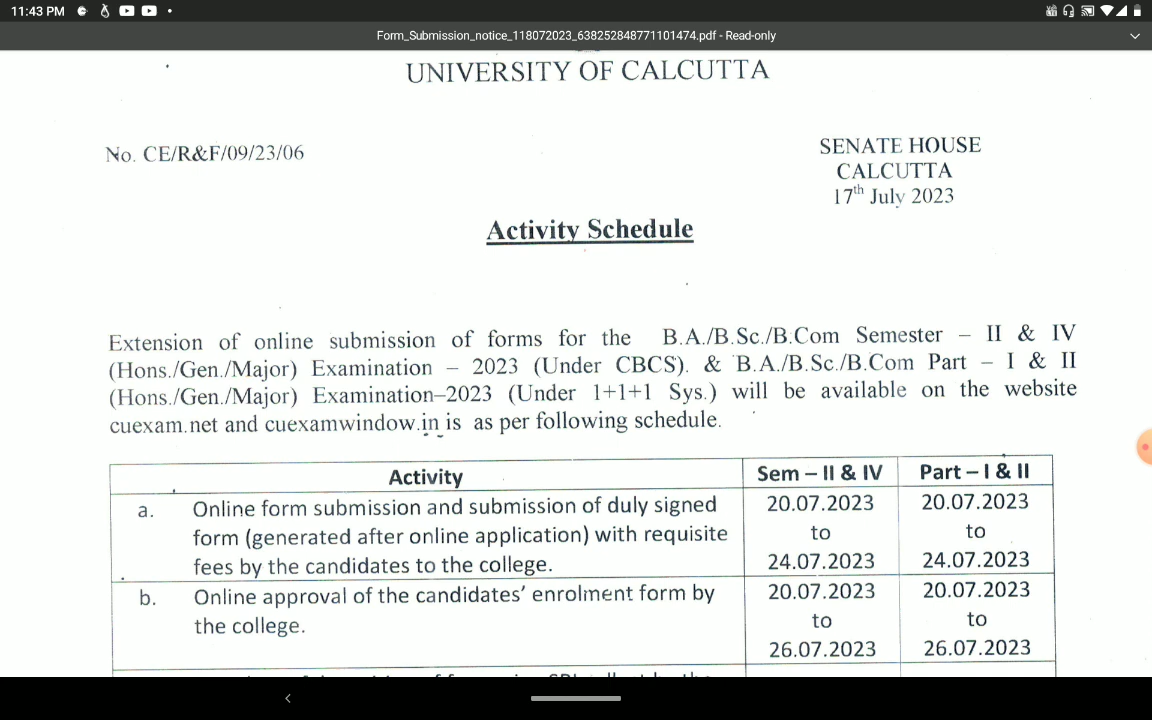 11:43 PM
Form_Submission_notice_118072023_638252848771101474.pdf - Read-only
UNIVERSITY OF CALCUTTA
No. CE/R&F/09/23/06
SENATE HOUSE
CALCUTTA
17th July 2023
Activity Schedule
Extension of online submission of forms for the B.A./B.Sc./B.Com Semester – II & IV
(Hons./Gen./Major) Examination – 2023 (Under CBCS). & B.A./B.Sc./B.Com Part – I & II
(Hons./Gen./Major) Examination–2023 (Under 1+1+1 Sys.) will be available on the website
cuexam.net and cuexamwindow.in is as per following schedule.
Activity Sem – II & IV Part – I & II
a. Online form submission and submission of duly signed 20.07.2023 20.07.2023
form (generated after online application) with requisite to to
fees by the candidates to the college. 24.07.2023 24.07.2023
b. Online approval of the candidates’ enrolment form by 20.07.2023 20.07.2023
the college. to to
26.07.2023 26.07.2023